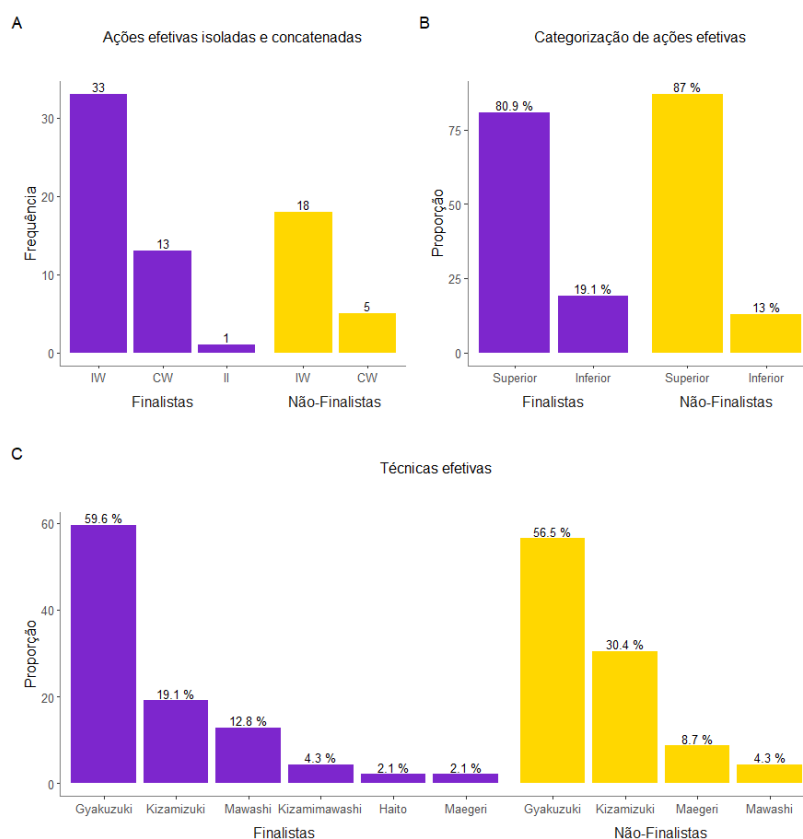 A
Ações efetivas isoladas e concatenadas
Frequência
30
20
10
0
33
13
1
18
5
IW CW II IW CW
Finalistas Não-Finalistas
B
Categorização de ações efetivas
Proporção
75
50
25
0
80.9 %
19.1 %
87 %
13 %
Superior Inferior Superior Inferior
Finalistas Não-Finalistas
C
Técnicas efetivas
Proporção
60
40
20
0
59.6 %
19.1 %
12.8 %
4.3 %
2.1 %
2.1 %
56.5 %
30.4 %
8.7 %
4.3 %
Gyakuzuki Kizamizuki Mawashi Kizamimawashi Haito Maegeri Gyakuzuki Kizamizuki Maegeri Mawashi
Finalistas Não-Finalistas